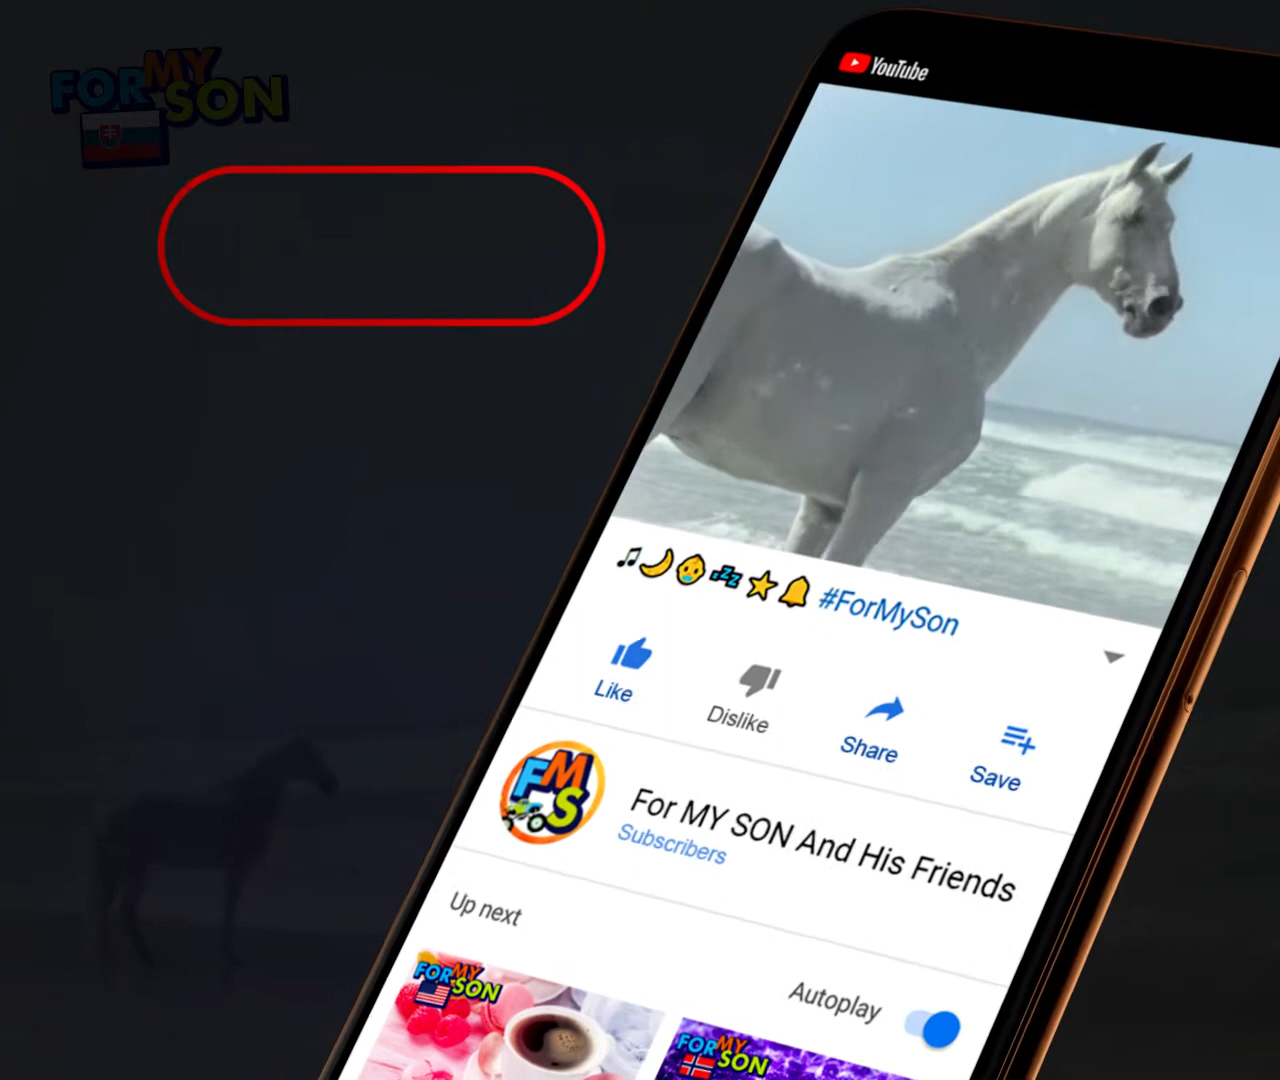 FOR MY SON
YouTube
🎵🌙👶💤⭐🔔 #ForMySon
Like
Dislike
Share
Save
FMS
For MY SON And His Friends
Subscribers
Up next
Autoplay
FOR MY SON
FOR MY SON